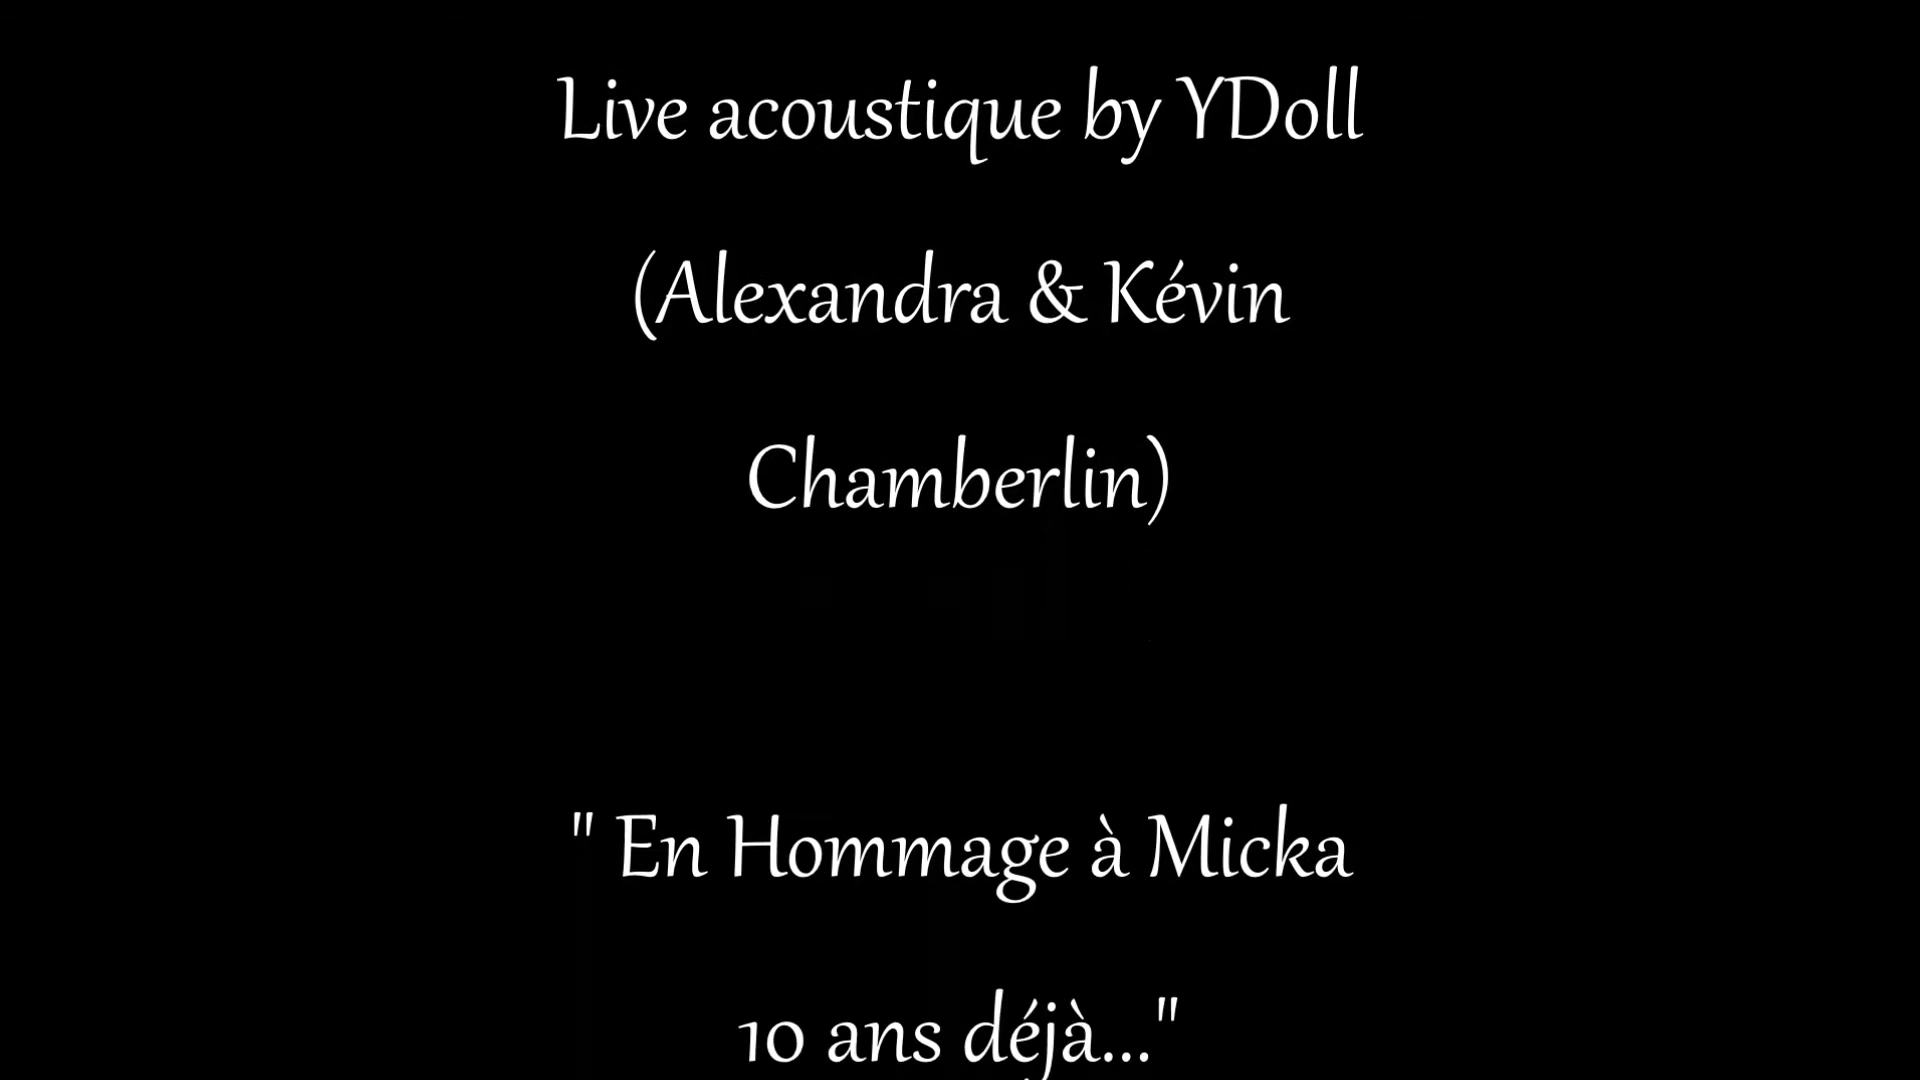 Live acoustique by YDoll
(Alexandra & Kévin
Chamberlin)
" En Hommage à Micka
10 ans déjà..."